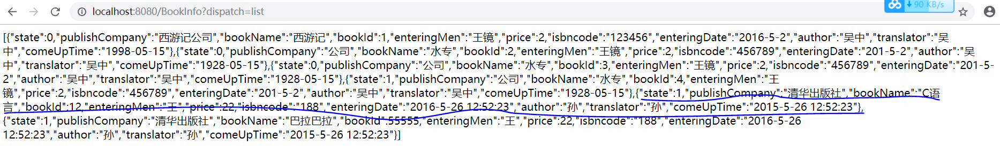 localhost:8080/BookInfo?dispatch=list
90 KB/s
[{"state":0,"publishCompany":"西游记公司","bookName":"西游记","bookId":1,"enteringMen":"王镜","price":2,"isbncode":"123456","enteringDate":"2016-5-2","author":"吴中","translator":"吴
中","comeUpTime":"1998-05-15"},{"state":0,"publishCompany":"公司","bookName":"水专","bookId":2,"enteringMen":"王镜","price":2,"isbncode":"456789","enteringDate":"201-5-2","author":"吴
中","translator":"吴中","comeUpTime":"1928-05-15"},{"state":0,"publishCompany":"公司","bookName":"水专","bookId":3,"enteringMen":"王镜","price":2,"isbncode":"456789","enteringDate":"201-5-
2","author":"吴中","translator":"吴中","comeUpTime":"1928-05-15"},{"state":1,"publishCompany":"公司","bookName":"水专","bookId":4,"enteringMen":"王
镜","price":2,"isbncode":"456789","enteringDate":"201-5-2","author":"吴中","translator":"吴中","comeUpTime":"1928-05-15"},{"state":1,"publishCompany":"清华出版社","bookName":"C语
言","bookId":12,"enteringMen":"王","price":22,"isbncode":"188","enteringDate":"2016-5-26 12:52:23","author":"孙","translator":"孙","comeUpTime":"2015-5-26 12:52:23"},
{"state":1,"publishCompany":"清华出版社","bookName":"巴拉巴拉","bookId":55555,"enteringMen":"王","price":22,"isbncode":"188","enteringDate":"2016-5-26
12:52:23","author":"孙","translator":"孙","comeUpTime":"2015-5-26 12:52:23"}]